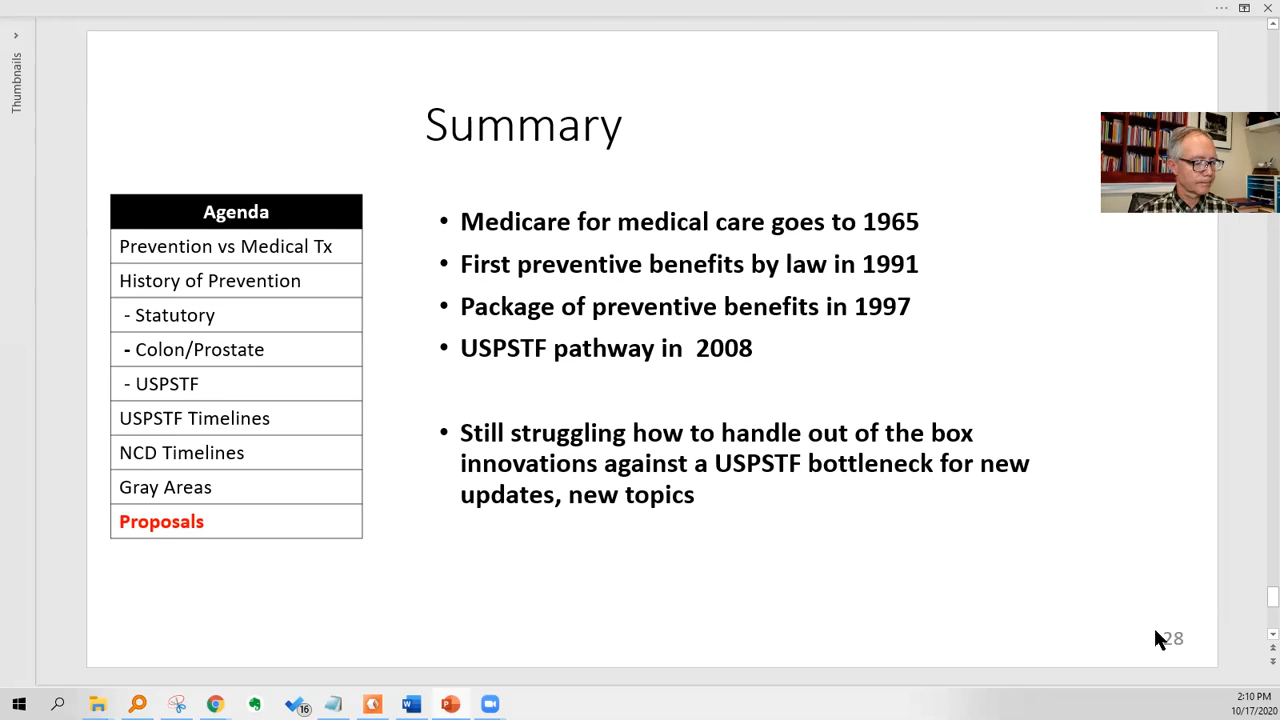 Thumbnails
Summary
Agenda
Prevention vs Medical Tx
History of Prevention
- Statutory
- Colon/Prostate
- USPSTF
USPSTF Timelines
NCD Timelines
Gray Areas
Proposals
• Medicare for medical care goes to 1965
• First preventive benefits by law in 1991
• Package of preventive benefits in 1997
• USPSTF pathway in 2008
• Still struggling how to handle out of the box
innovations against a USPSTF bottleneck for new
updates, new topics
28
16
2:10 PM
10/17/2020